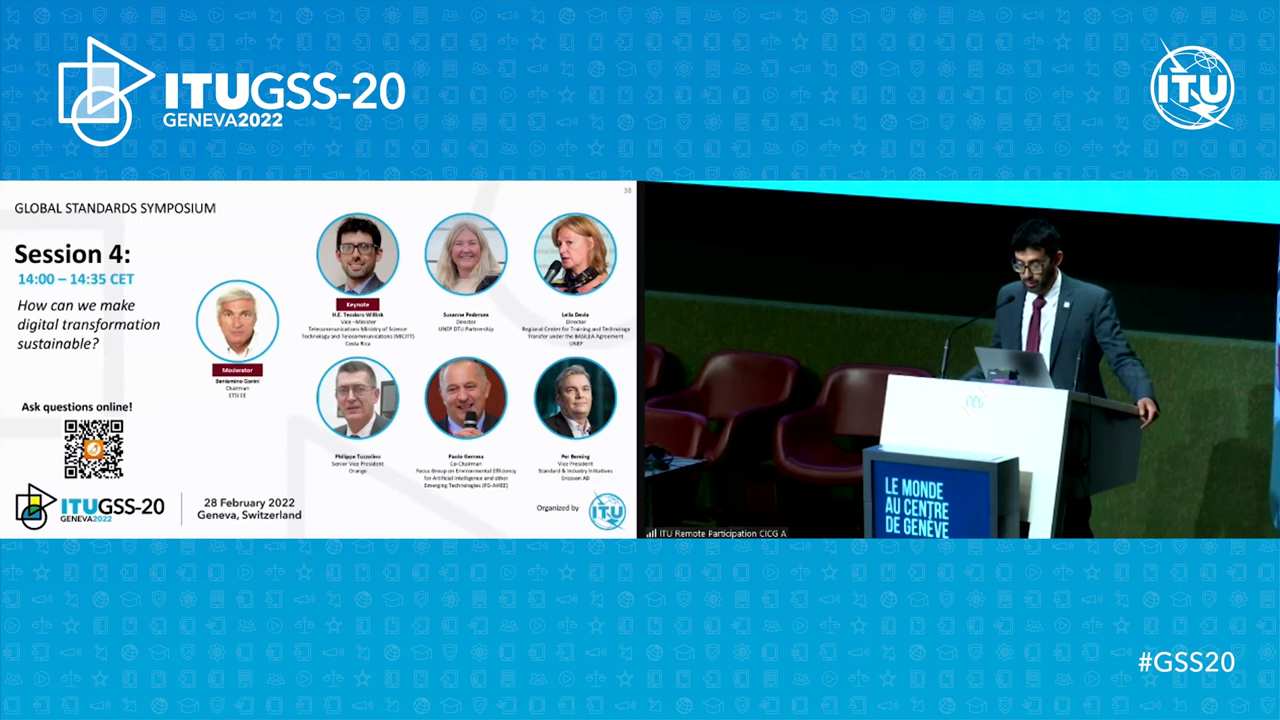 ITUGSS-20
GENEVA2022
ITU
38
GLOBAL STANDARDS SYMPOSIUM
Session 4:
14:00 – 14:35 CET
How can we make
digital transformation
sustainable?
Moderator
Beniamino Gorini
Chairman
ETSI EE
Keynote
H.E. Teodoro Willink
Vice –Minister
Telecommunications Ministry of Science
Technology and Telecommunications (MICITT)
Costa Rica
Susanne Pedersen
Director
UNEP DTU Partnership
Leila Devia
Director
Regional Center for Training and Technology
Transfer under the BASILEA Agreement
UNEP
Philippe Tuzzolino
Senior Vice President
Orange
Paolo Gemma
Co-Chairman
Focus Group on Environmental Efficiency
for Artificial Intelligence and other
Emerging Technologies (FG-AI4EE)
Per Beming
Vice President
Standard & Industry Initiatives
Ericsson AB
Ask questions online!
ITUGSS-20
GENEVA2022
28 February 2022
Geneva, Switzerland
Organized by
ITU
LE MONDE
AU CENTRE
DE GENÈVE
ITU Remote Participation CICG A
#GSS20